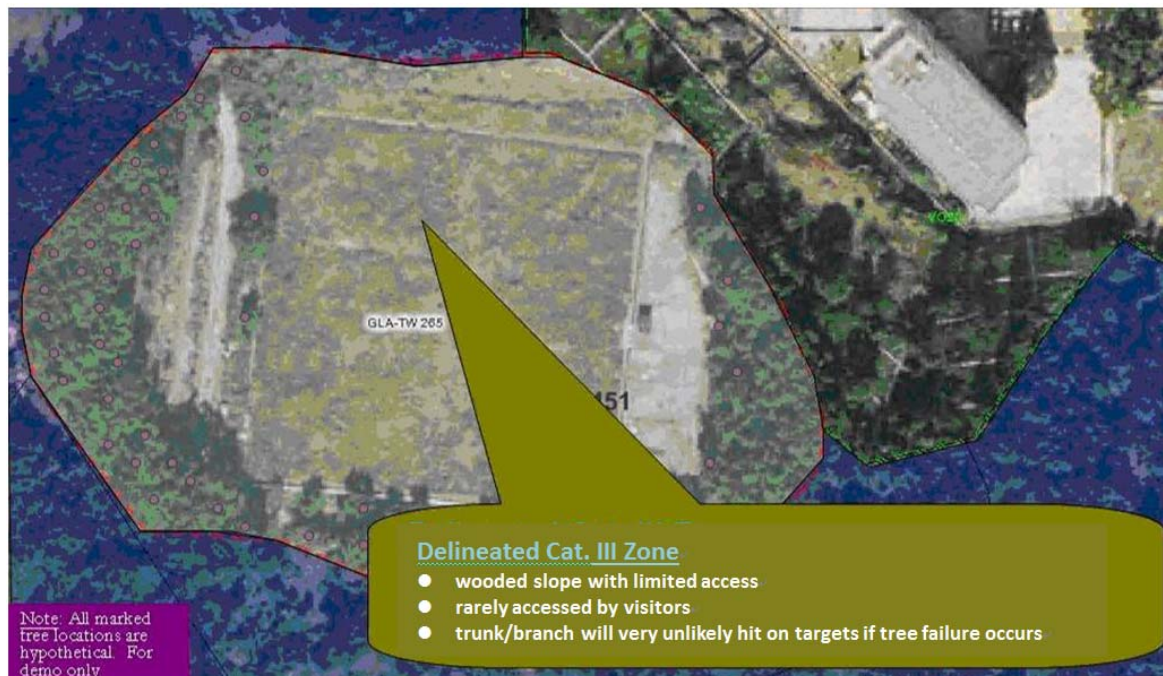 GLA-TW 265
451
Delineated Cat. III Zone
● wooded slope with limited access
● rarely accessed by visitors
● trunk/branch will very unlikely hit on targets if tree failure occurs
Note: All marked
tree locations are
hypothetical. For
demo only